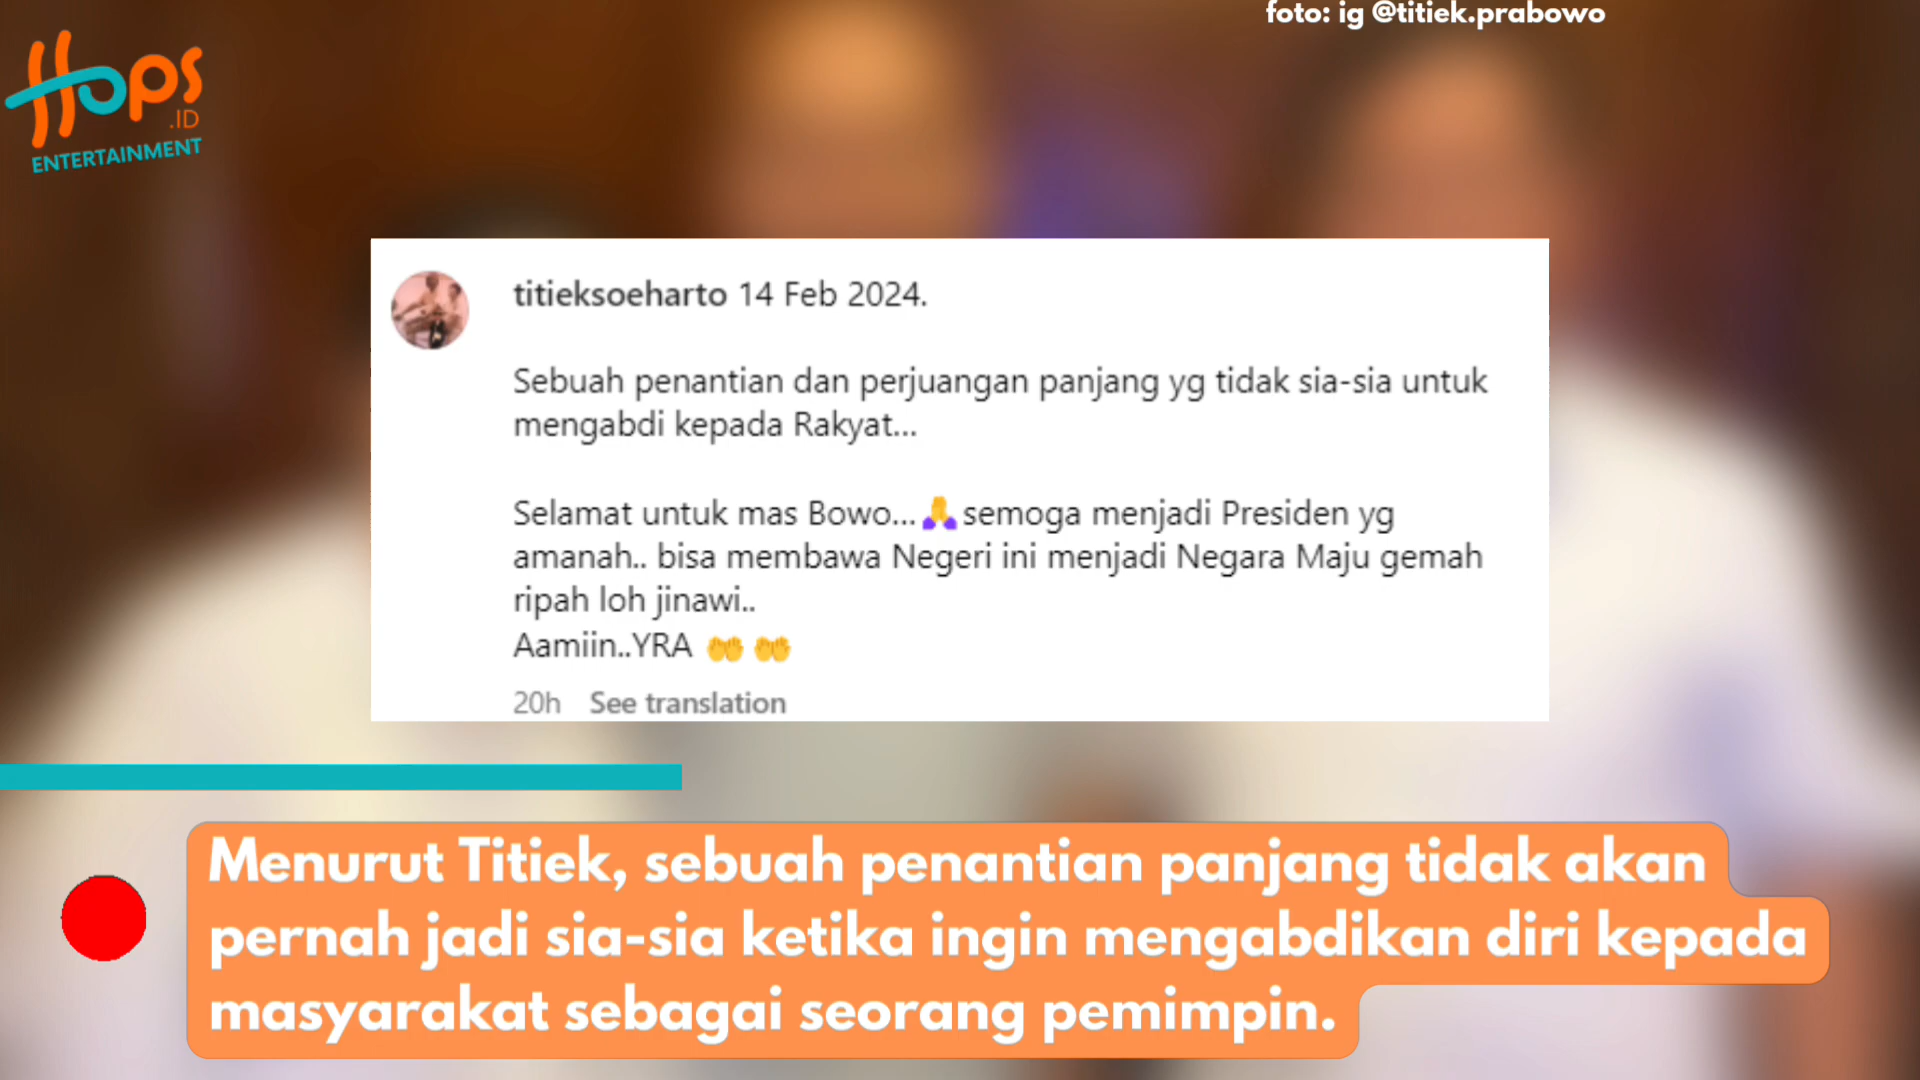 foto: ig @titiek.prabowo
Hops
.ID
ENTERTAINMENT
titieksoeharto 14 Feb 2024.
Sebuah penantian dan perjuangan panjang yg tidak sia-sia untuk
mengabdi kepada Rakyat...
Selamat untuk mas Bowo...🙏semoga menjadi Presiden yg
amanah.. bisa membawa Negeri ini menjadi Negara Maju gemah
ripah loh jinawi..
Aamiin..YRA 🤲 🤲
20h See translation
Menurut Titiek, sebuah penantian panjang tidak akan
pernah jadi sia-sia ketika ingin mengabdikan diri kepada
masyarakat sebagai seorang pemimpin.